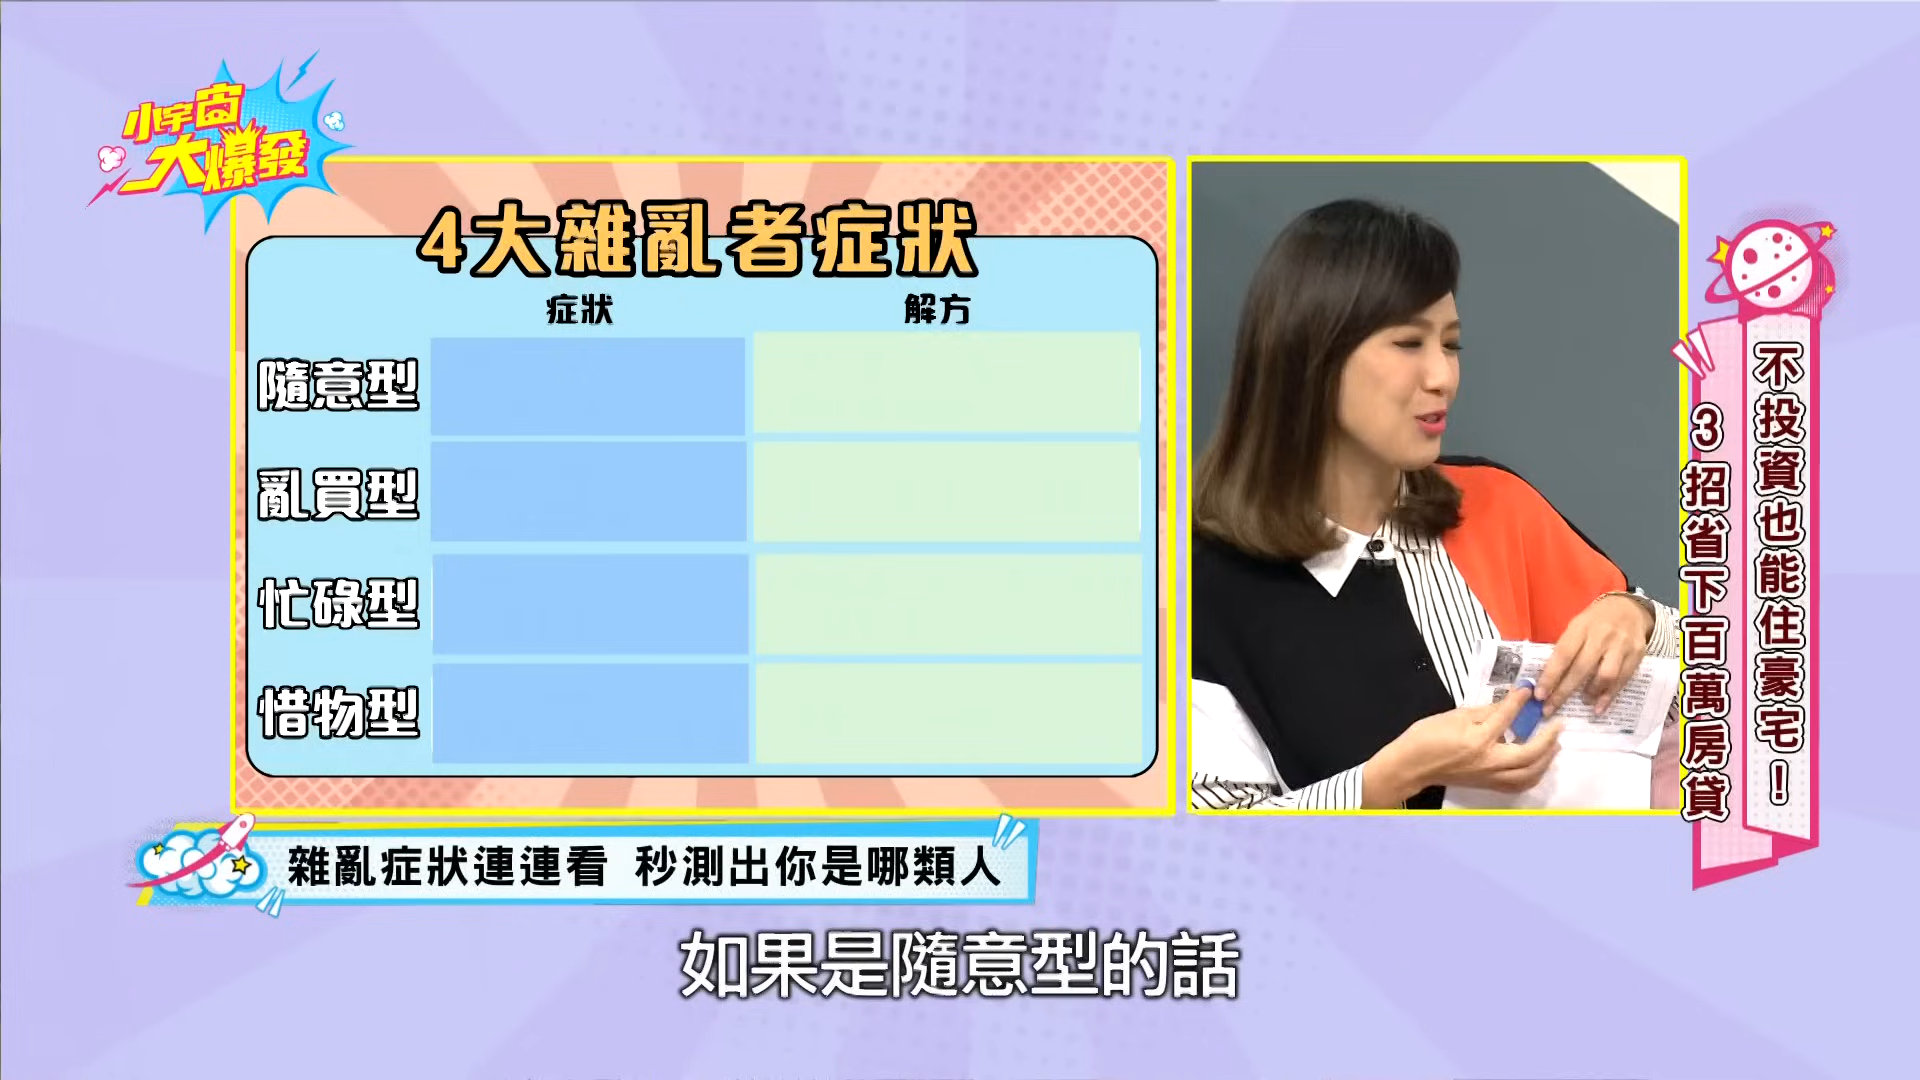 小宇宙
大爆發
4大雜亂者症狀
症狀 解方
隨意型
亂買型
忙碌型
惜物型
不投資也能住豪宅！
3招省下百萬房貸
雜亂症狀連連看 秒測出你是哪類人
如果是隨意型的話